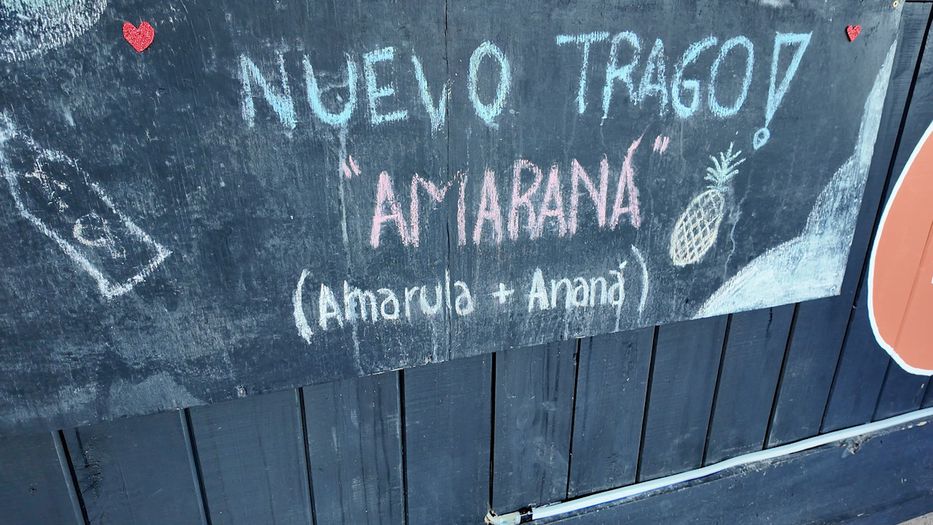 NUEVO TRAGO!
"AMARANÁ"
(Amarula + Ananá)